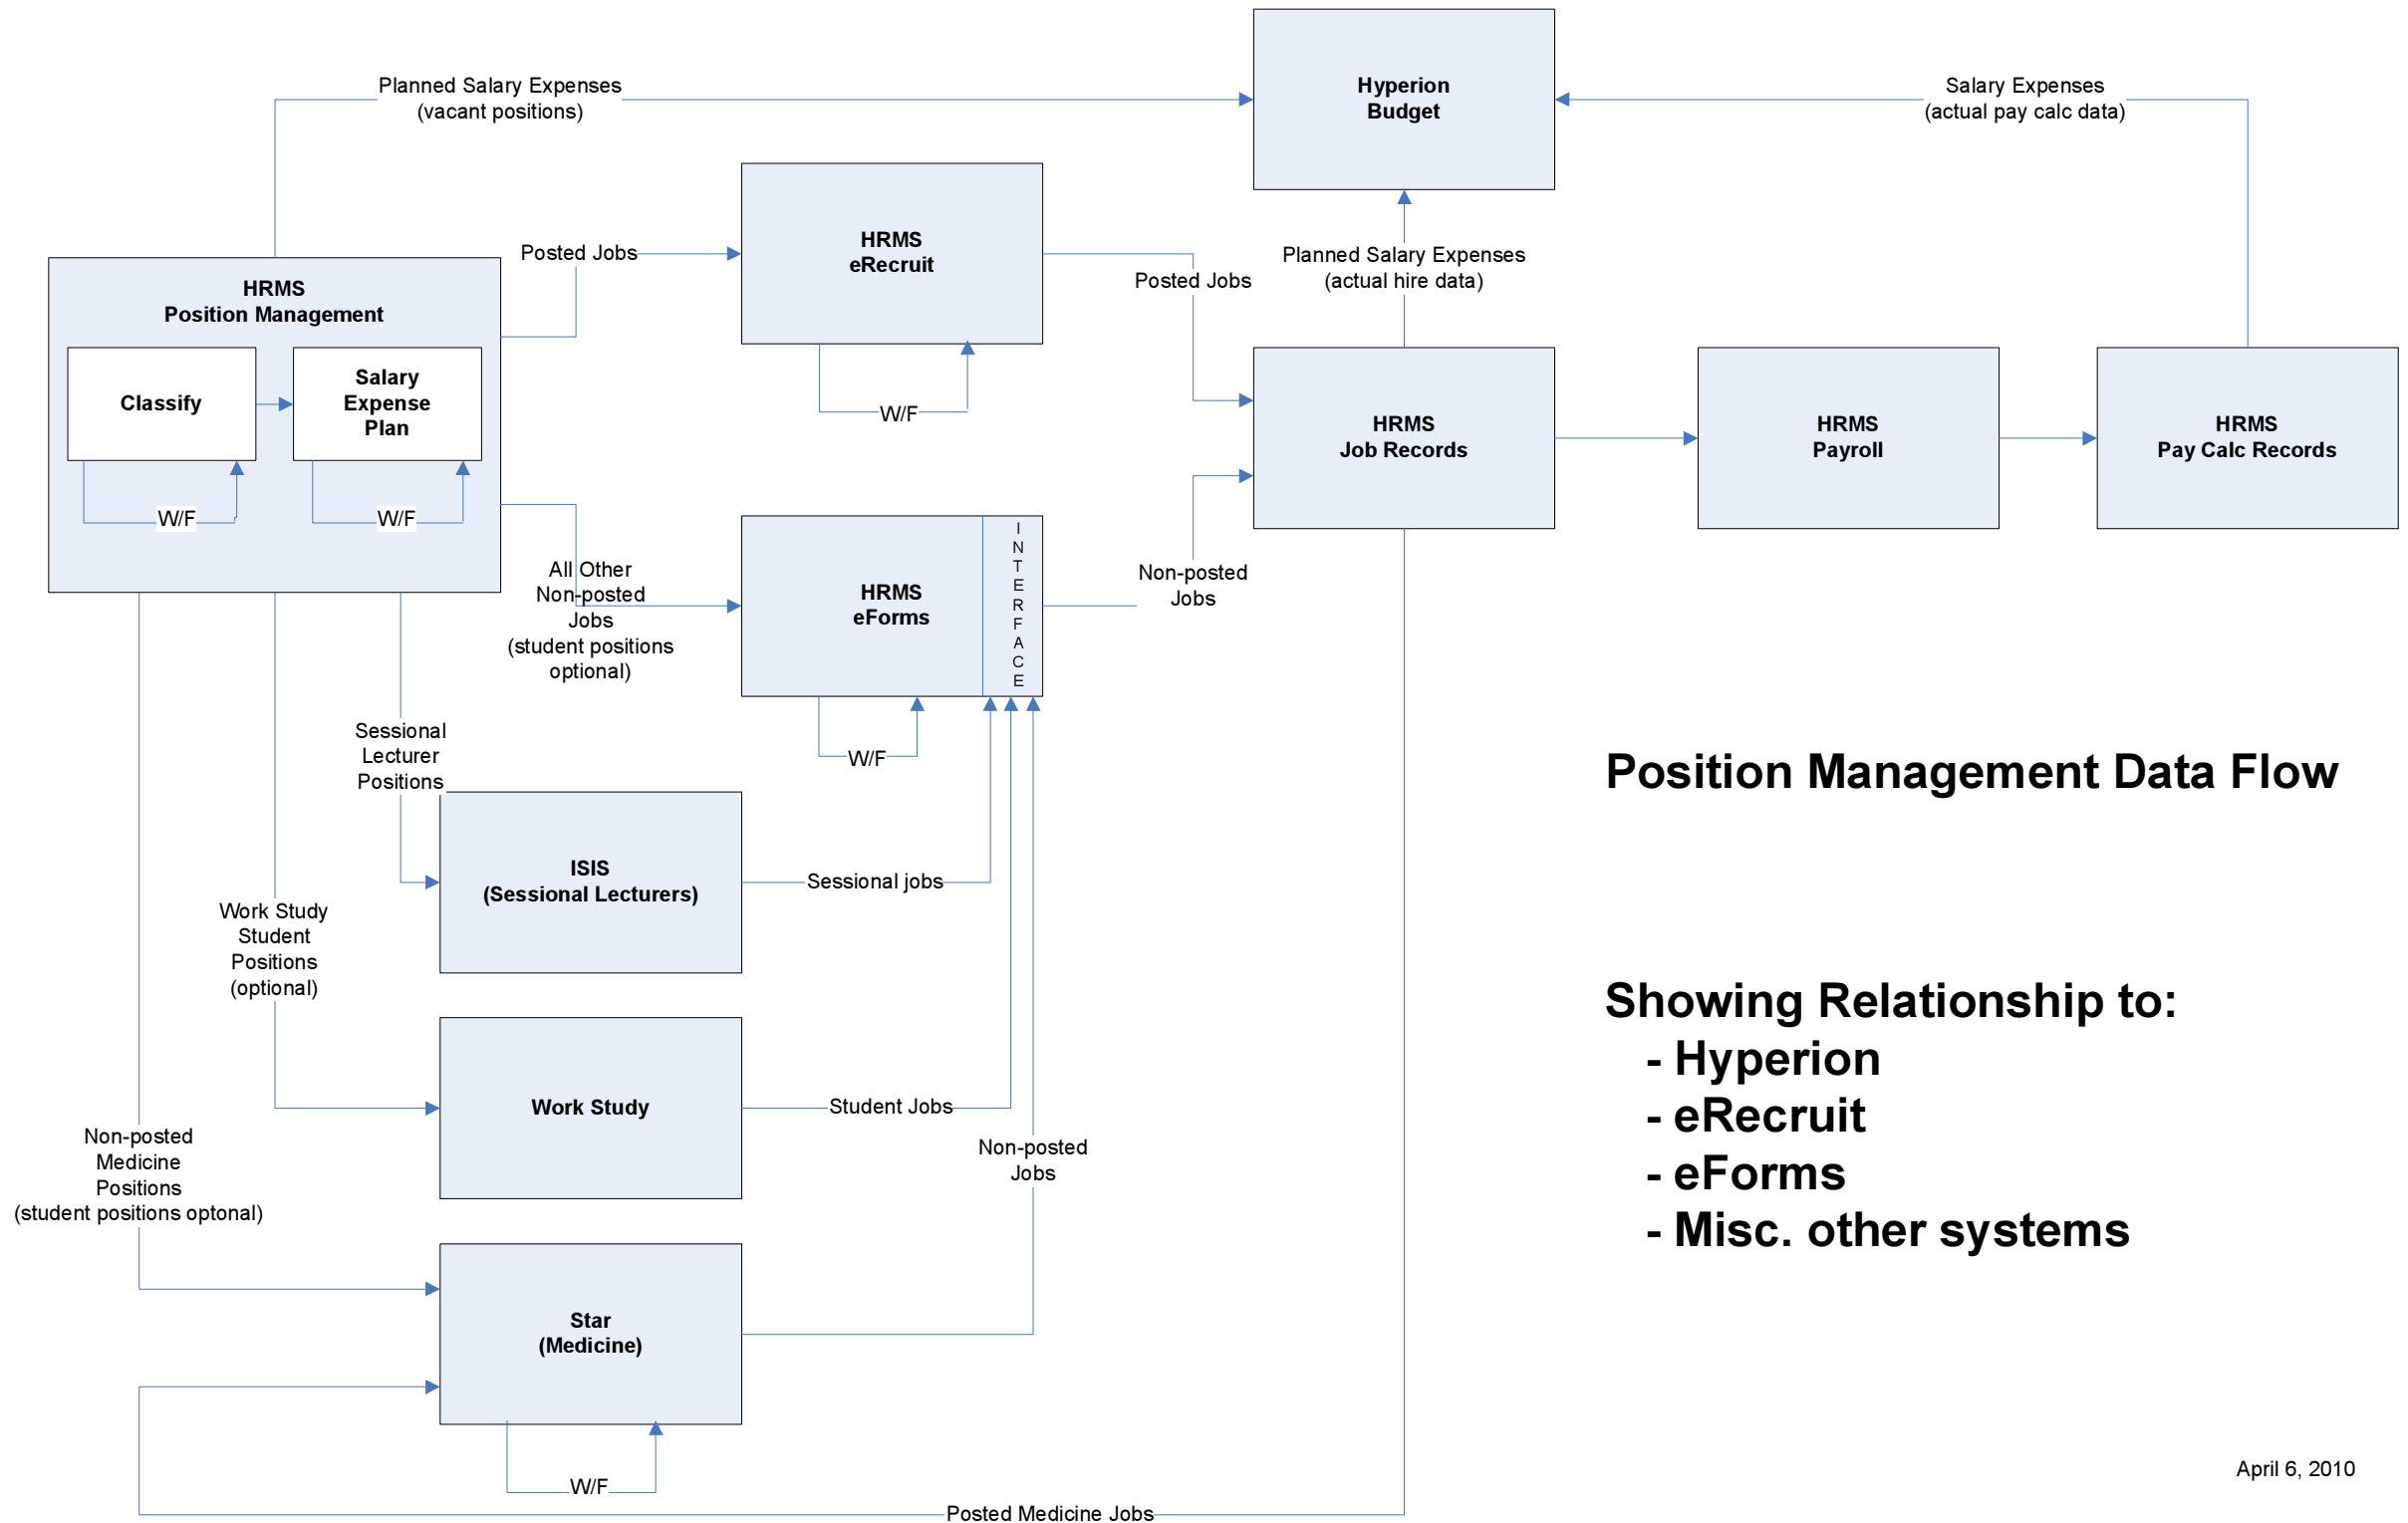 Hyperion
Budget
Planned Salary Expenses
(vacant positions)
Salary Expenses
(actual pay calc data)
HRMS
eRecruit
Posted Jobs
Posted Jobs
Planned Salary Expenses
(actual hire data)
HRMS
Position Management
Classify
Salary
Expense
Plan
W/F
W/F
W/F
HRMS
Job Records
HRMS
Payroll
HRMS
Pay Calc Records
All Other
Non-posted
Jobs
(student positions
optional)
HRMS
eForms
INTERFACE
Non-posted
Jobs
W/F
Sessional
Lecturer
Positions
Position Management Data Flow
ISIS
(Sessional Lecturers)
Sessional jobs
Work Study
Student
Positions
(optional)
Showing Relationship to:
- Hyperion
- eRecruit
- eForms
- Misc. other systems
Work Study
Student Jobs
Non-posted
Medicine
Positions
(student positions optonal)
Non-posted
Jobs
Star
(Medicine)
W/F
Posted Medicine Jobs
April 6, 2010